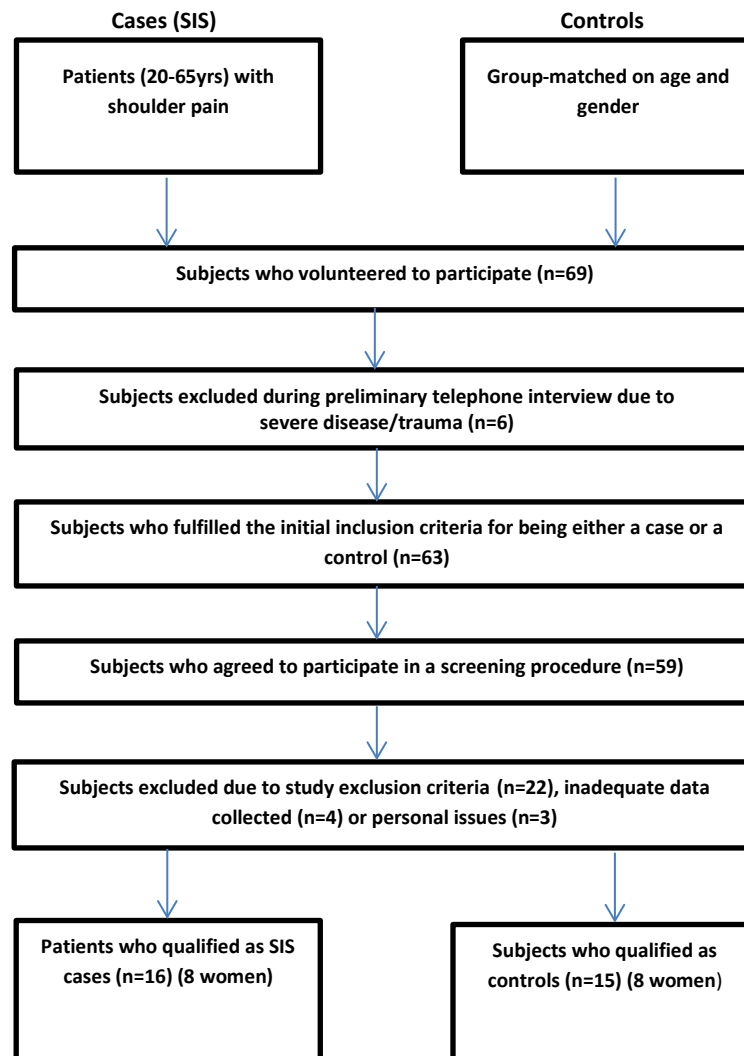 Cases (SIS)
Controls
Patients (20-65yrs) with
shoulder pain
Group-matched on age and
gender
Subjects who volunteered to participate (n=69)
Subjects excluded during preliminary telephone interview due to
severe disease/trauma (n=6)
Subjects who fulfilled the initial inclusion criteria for being either a case or a
control (n=63)
Subjects who agreed to participate in a screening procedure (n=59)
Subjects excluded due to study exclusion criteria (n=22), inadequate data
collected (n=4) or personal issues (n=3)
Patients who qualified as SIS
cases (n=16) (8 women)
Subjects who qualified as
controls (n=15) (8 women)